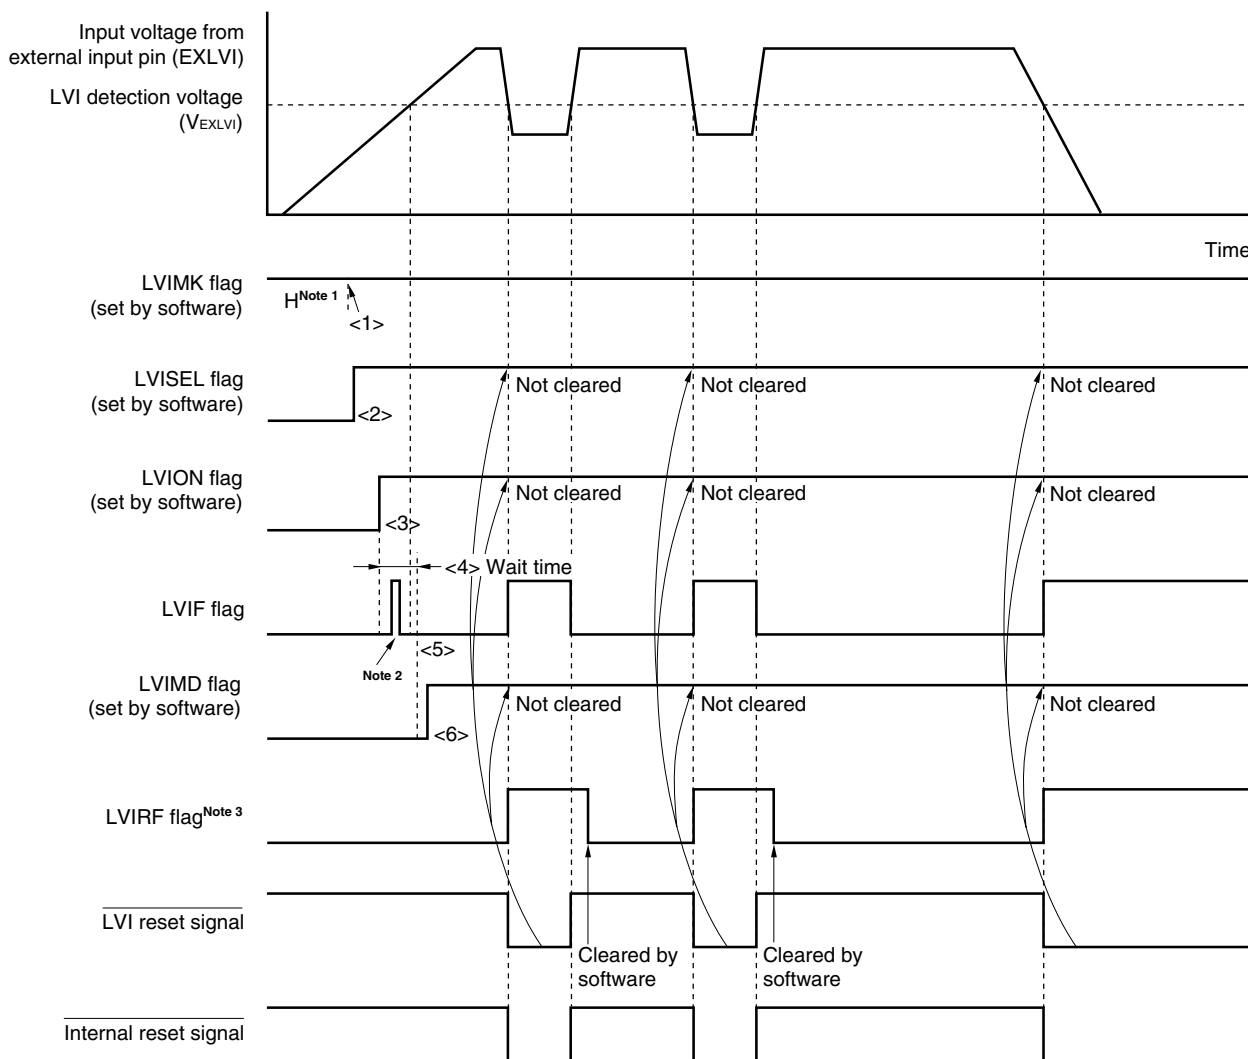 Input voltage from
external input pin (EXLVI)
LVI detection voltage
(VEXLVI)
Time
LVIMK flag
(set by software)
HNote 1
<1>
LVISEL flag
(set by software)
<2>
Not cleared
Not cleared
Not cleared
LVION flag
(set by software)
<3>
Not cleared
Not cleared
Not cleared
<4> Wait time
LVIF flag
Note 2
<5>
LVIMD flag
(set by software)
<6>
Not cleared
Not cleared
Not cleared
LVIRF flagNote 3
LVI reset signal
Cleared by
software
Cleared by
software
Internal reset signal